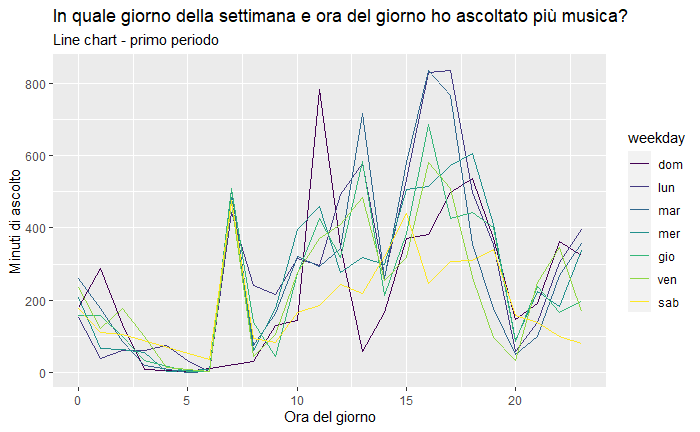 In quale giorno della settimana e ora del giorno ho ascoltato più musica?
Line chart - primo periodo
Minuti di ascolto
800
600
400
200
0
0
5
10
15
20
Ora del giorno
weekday
dom
lun
mar
mer
gio
ven
sab